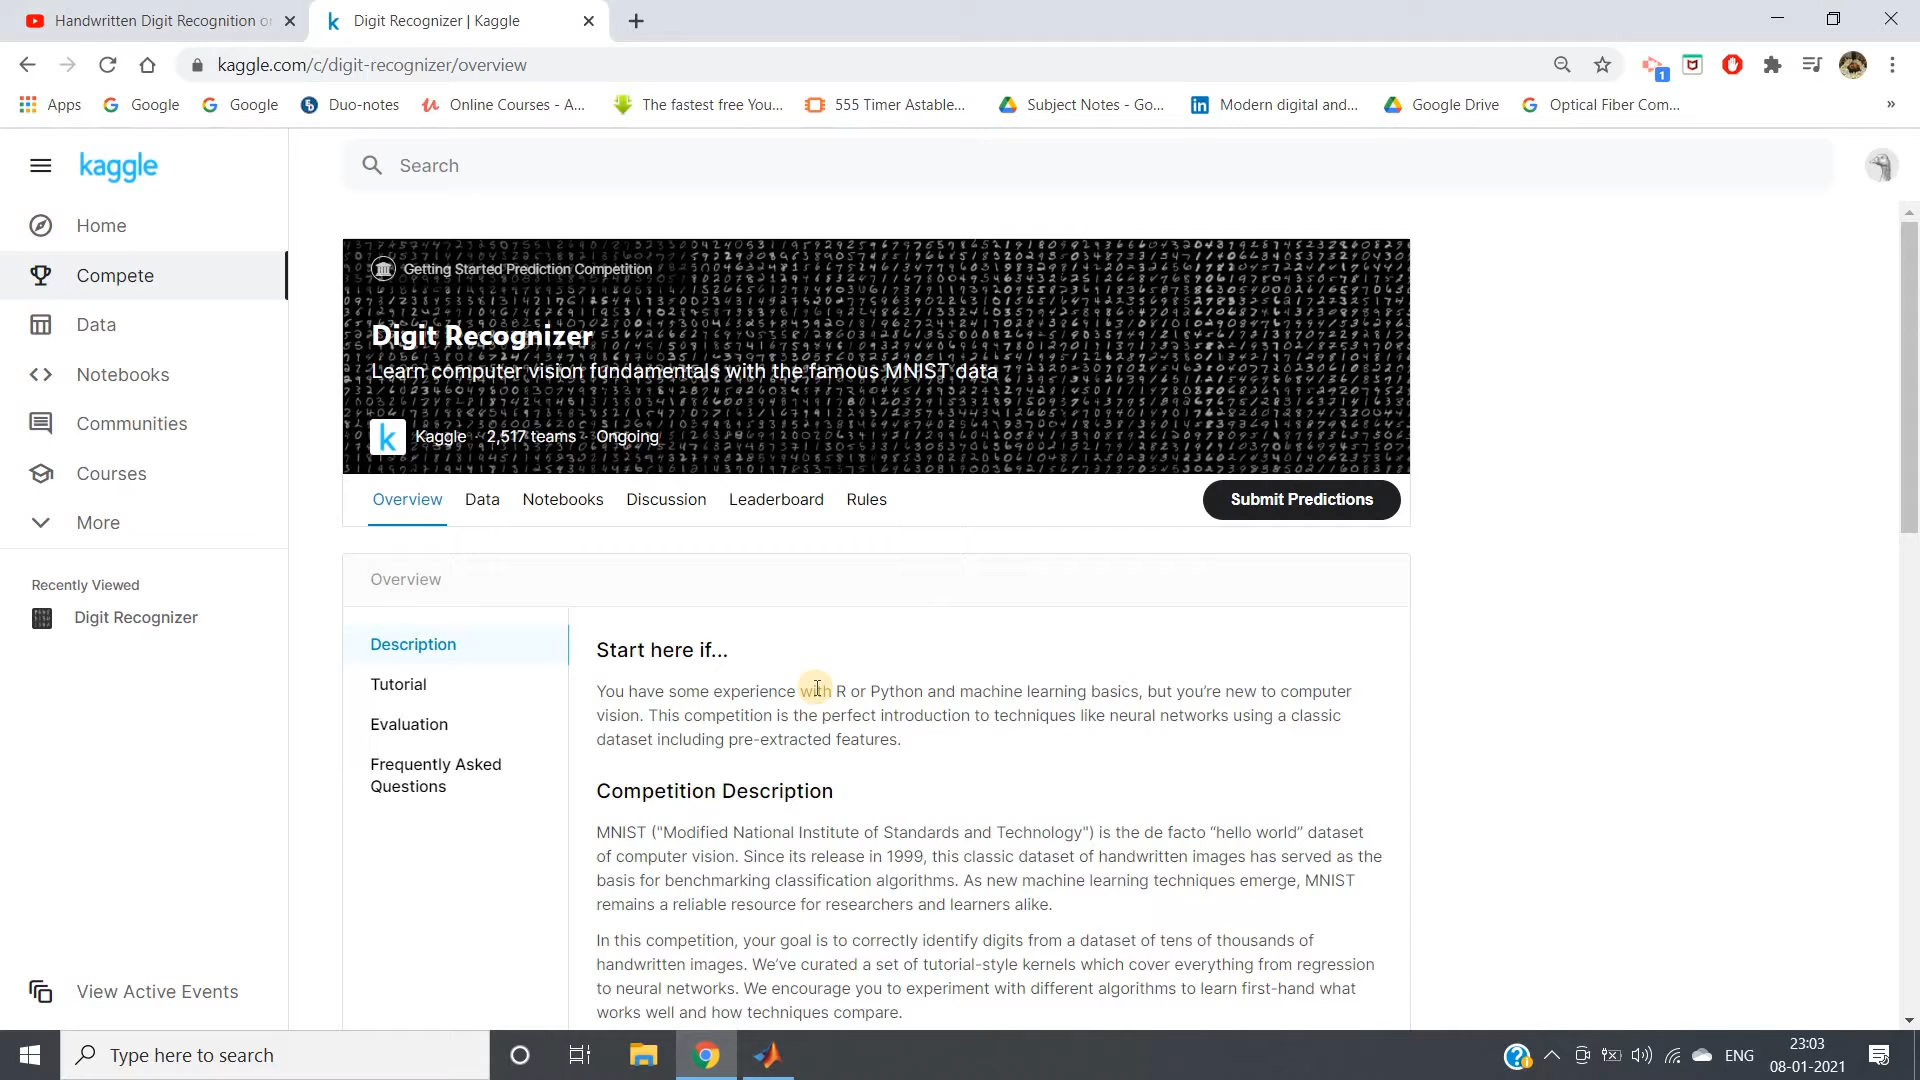 Handwritten Digit Recognition o
Digit Recognizer | Kaggle
kaggle.com/c/digit-recognizer/overview
1
Apps
Google
Google
Duo-notes
Online Courses - A...
The fastest free You...
555 Timer Astable...
Subject Notes - Go...
Modern digital and...
Google Drive
Optical Fiber Com...
»
kaggle
Search
Home
Compete
Data
Notebooks
Communities
Courses
More
Recently Viewed
Digit Recognizer
View Active Events
Getting Started Prediction Competition
Digit Recognizer
Learn computer vision fundamentals with the famous MNIST data
k
Kaggle · 2,517 teams · Ongoing
Overview
Data
Notebooks
Discussion
Leaderboard
Rules
Submit Predictions
Overview
Description
Tutorial
Evaluation
Frequently Asked
Questions
Start here if...
You have some experience with R or Python and machine learning basics, but you’re new to computer
vision. This competition is the perfect introduction to techniques like neural networks using a classic
dataset including pre-extracted features.
Competition Description
MNIST ("Modified National Institute of Standards and Technology") is the de facto “hello world” dataset
of computer vision. Since its release in 1999, this classic dataset of handwritten images has served as the
basis for benchmarking classification algorithms. As new machine learning techniques emerge, MNIST
remains a reliable resource for researchers and learners alike.
In this competition, your goal is to correctly identify digits from a dataset of tens of thousands of
handwritten images. We’ve curated a set of tutorial-style kernels which cover everything from regression
to neural networks. We encourage you to experiment with different algorithms to learn first-hand what
works well and how techniques compare.
Type here to search
ENG
23:03
08-01-2021